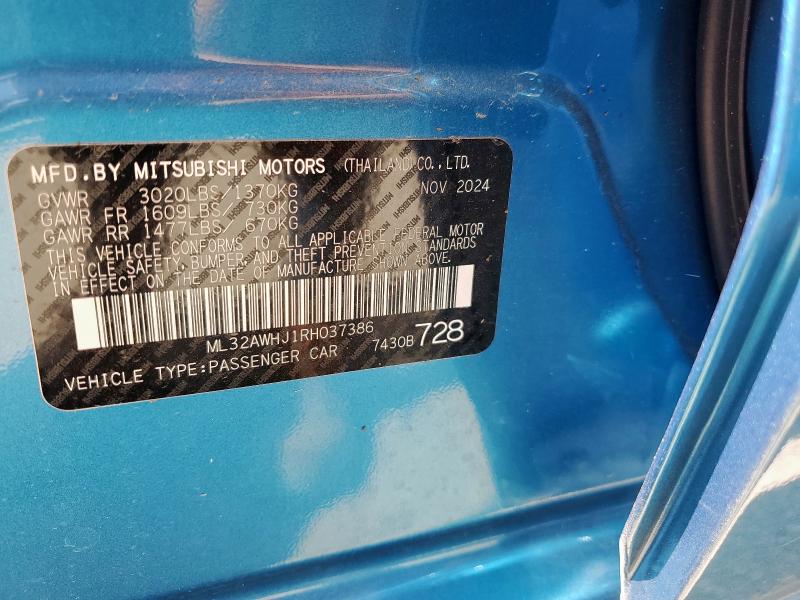 MFD.BY MITSUBISHI MOTORS (THAILAND)CO.,LTD.
GVWR 3020LBS/1370KG NOV 2024
GAWR FR 1609LBS/730KG
GAWR RR 1477LBS/670KG
THIS VEHICLE CONFORMS TO ALL APPLICABLE FEDERAL MOTOR
VEHICLE SAFETY,BUMPER AND THEFT PREVENTION STANDARDS
IN EFFECT ON THE DATE OF MANUFACTURE SHOWN ABOVE.
ML32AWHJ1RH037386
7430B 728
VEHICLE TYPE:PASSENGER CAR